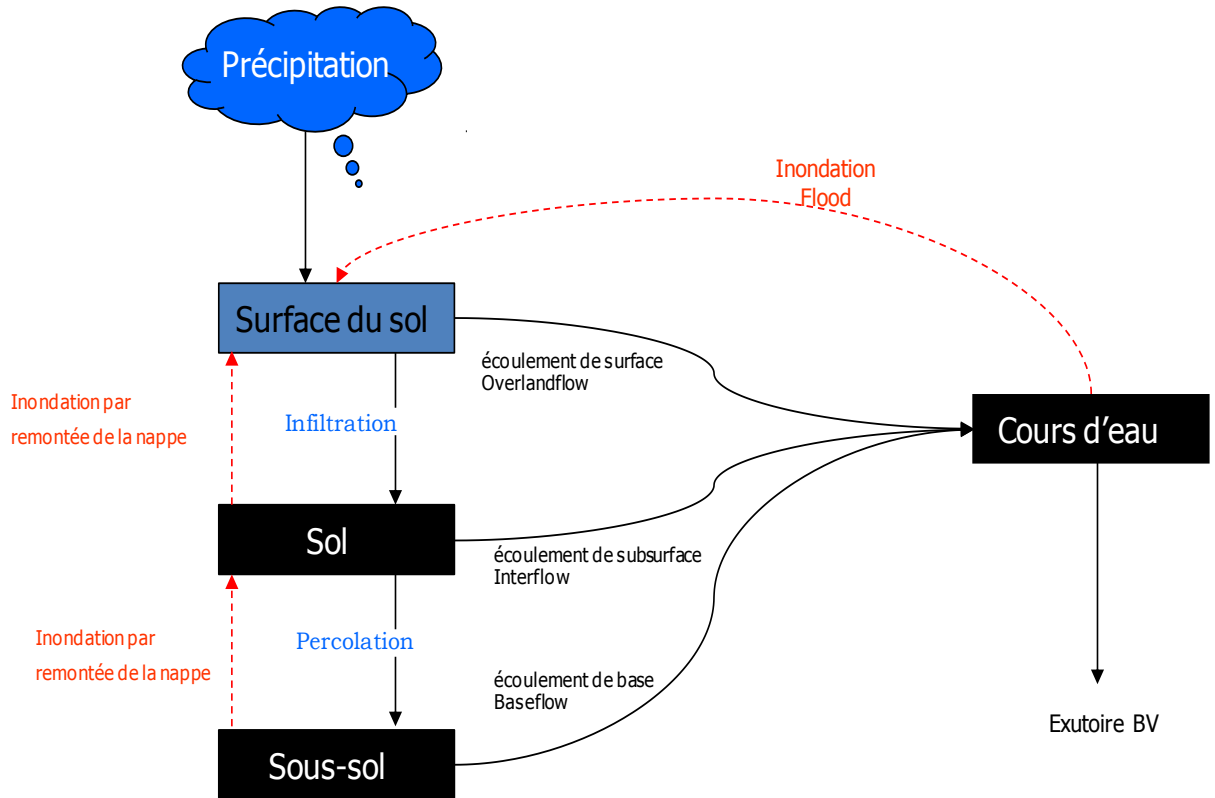 Précipitation
Inondation
Flood
Surface du sol
écoulement de surface
Overlandflow
Inondation par
remontée de la nappe
Infiltration
Cours d’eau
Sol
écoulement de subsurface
Interflow
Inondation par
remontée de la nappe
Percolation
écoulement de base
Baseflow
Exutoire BV
Sous-sol